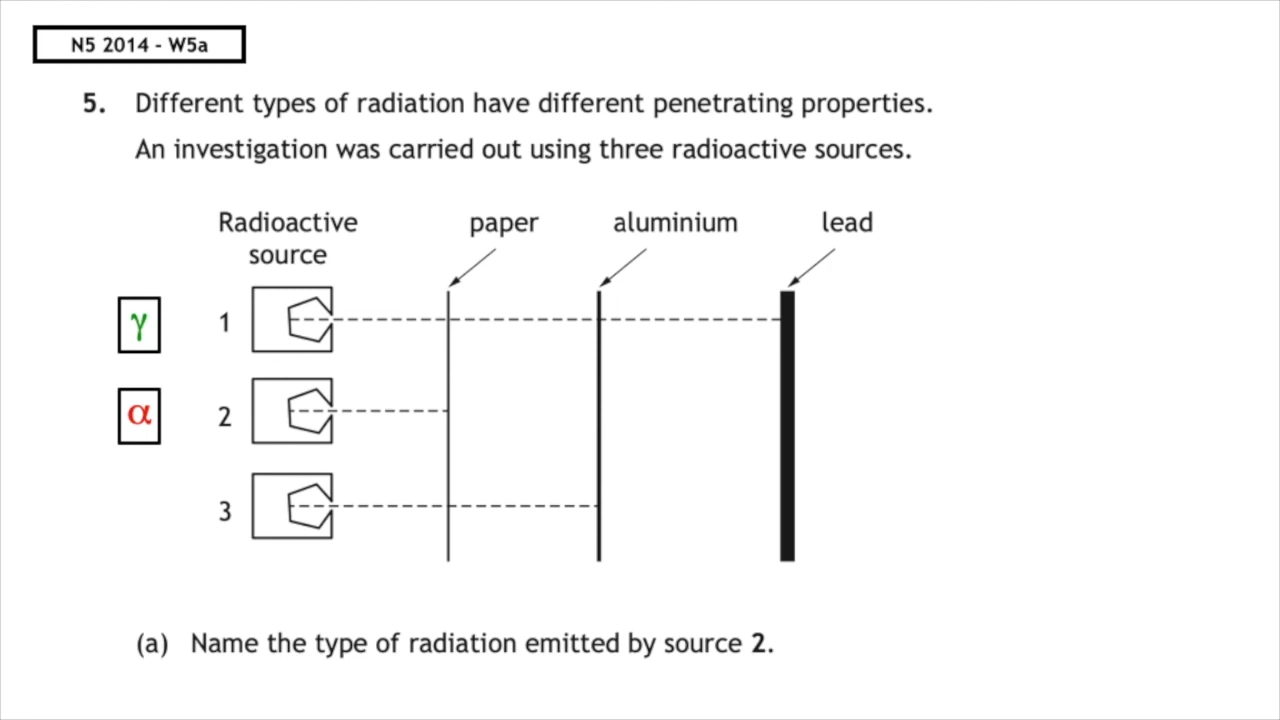 N5 2014 - W5a
5. Different types of radiation have different penetrating properties.
An investigation was carried out using three radioactive sources.
Radioactive source
paper
aluminium
lead
γ
1
α
2
3
(a) Name the type of radiation emitted by source 2.